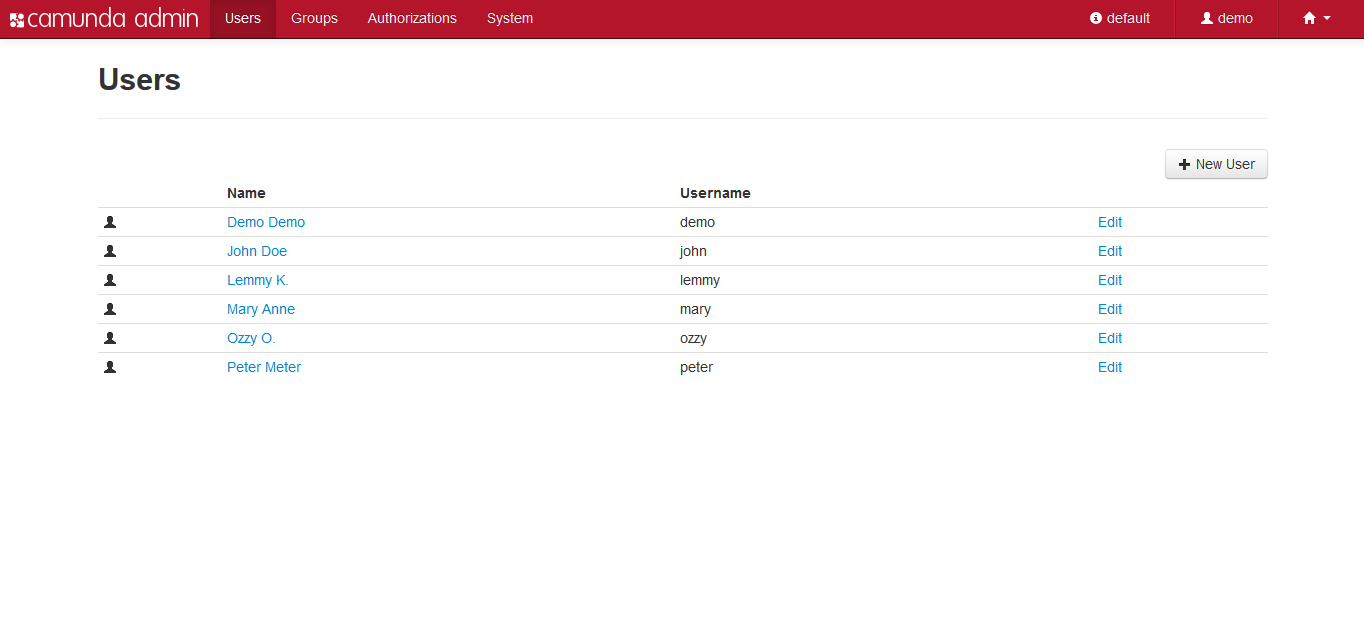 camunda admin Users Groups Authorizations System default demo
Users
New User
Name Username
Demo Demo demo Edit
John Doe john Edit
Lemmy K. lemmy Edit
Mary Anne mary Edit
Ozzy O. ozzy Edit
Peter Meter peter Edit